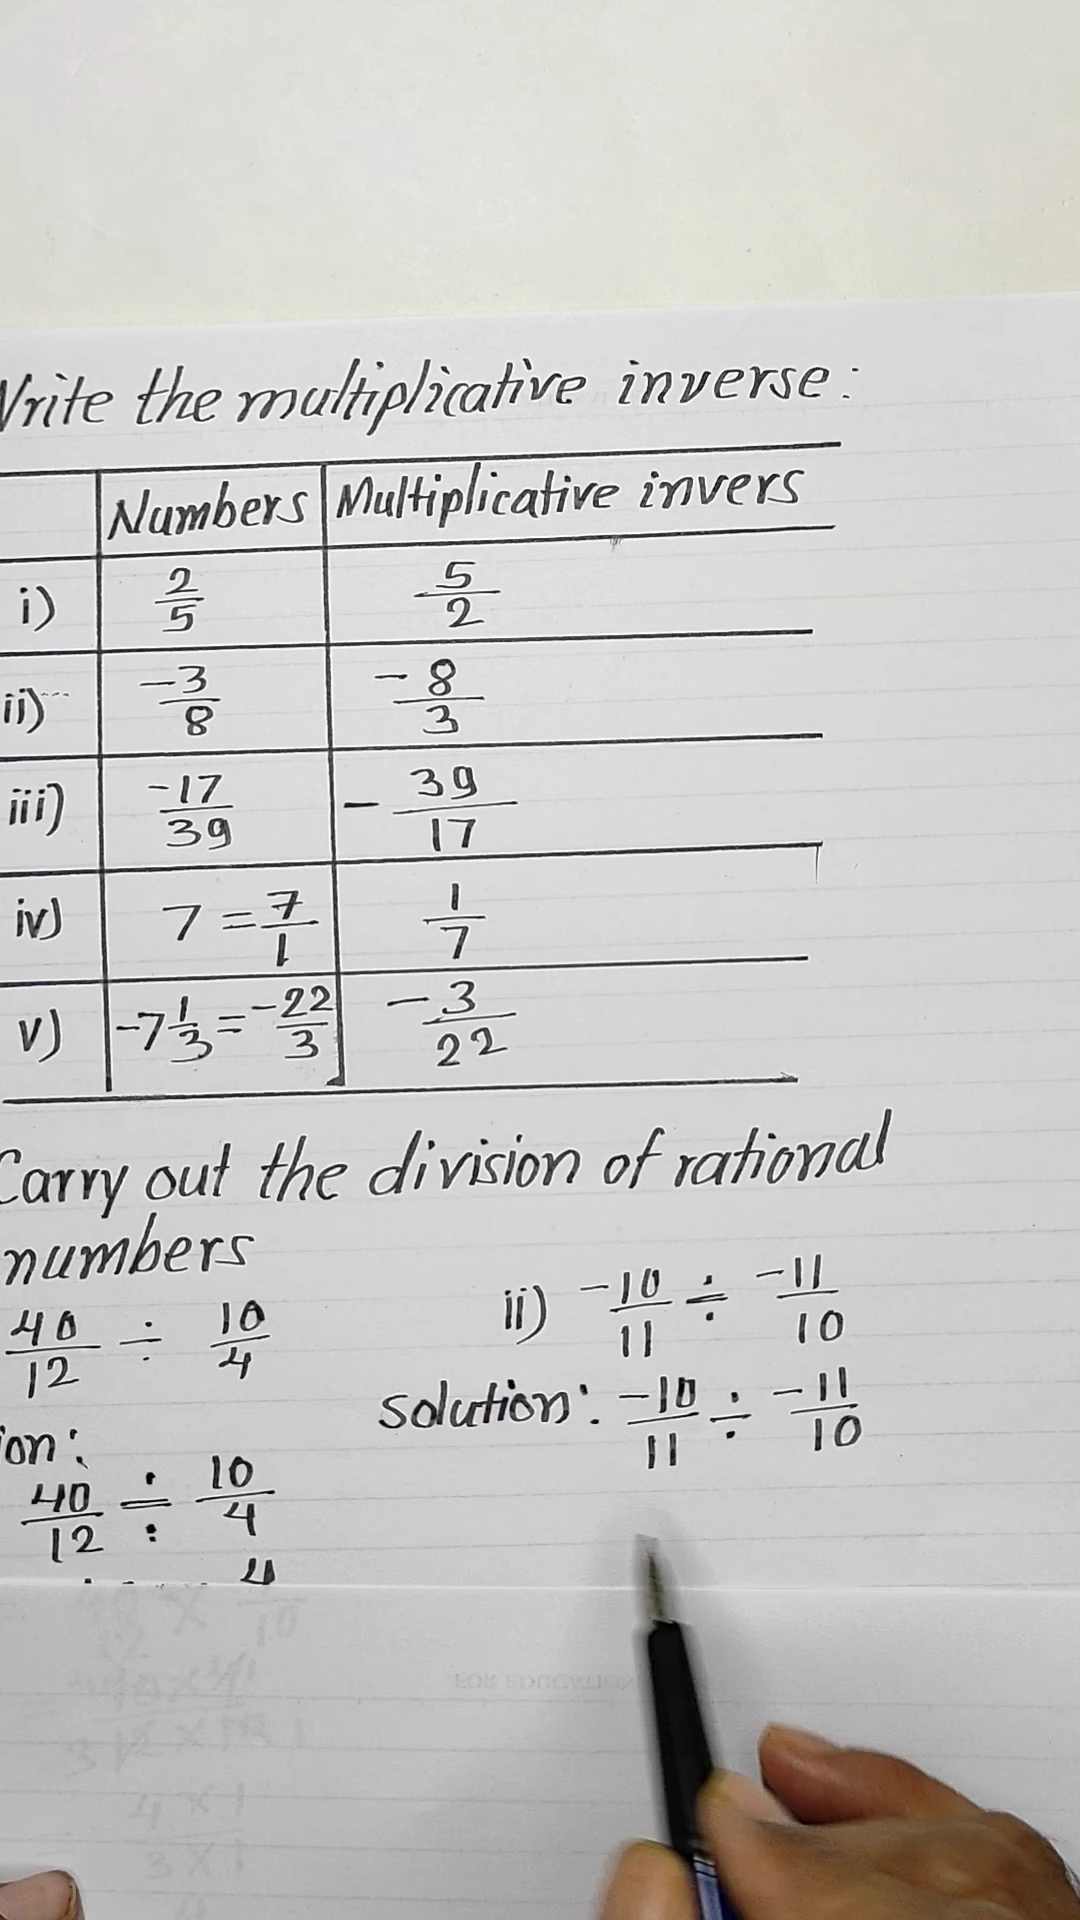 Write the multiplicative inverse:
Numbers Multiplicative invers
i) 2/5 5/2
ii) -3/8 -8/3
iii) -17/39 -39/17
iv) 7 = 7/1 1/7
v) -7 1/3 = -22/3 -3/22
Carry out the division of rational
numbers
40/12 ÷ 10/4 ii) -10/11 ÷ -11/10
solution: -10/11 ÷ -11/10
ion:
40/12 ÷ 10/4
4